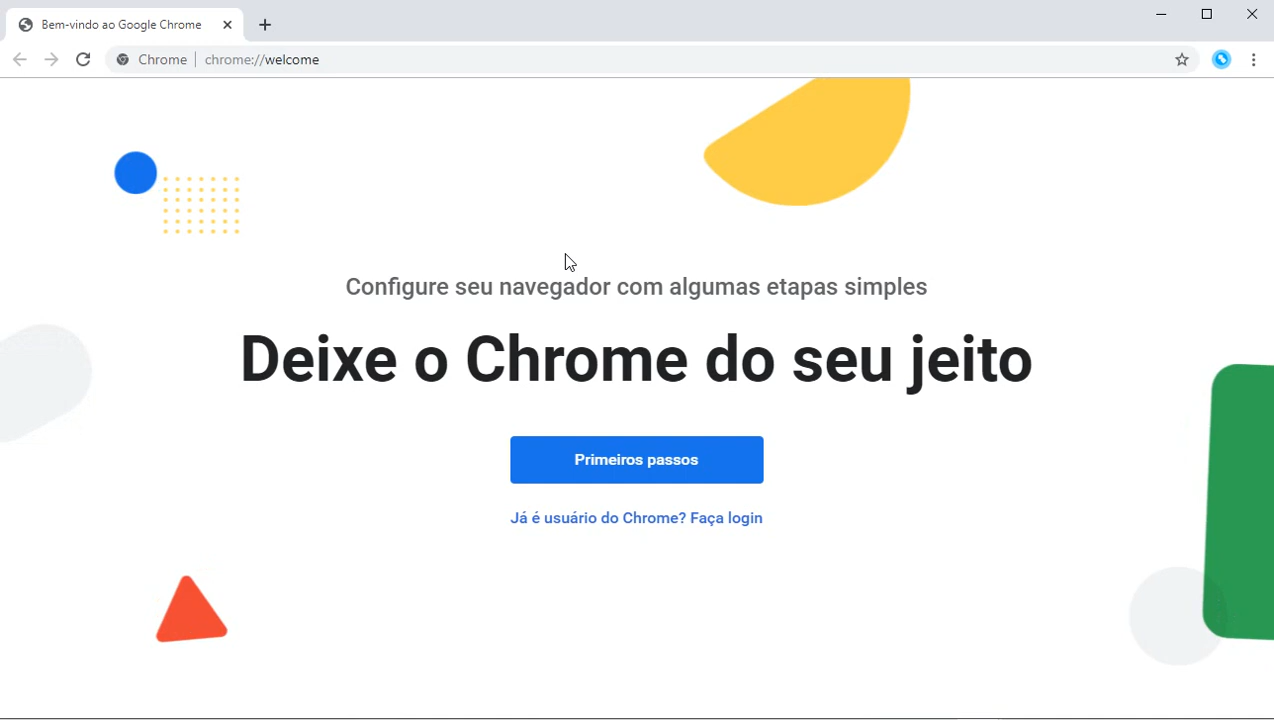 Bem-vindo ao Google Chrome
Chrome chrome://welcome
Configure seu navegador com algumas etapas simples
Deixe o Chrome do seu jeito
Primeiros passos
Já é usuário do Chrome? Faça login